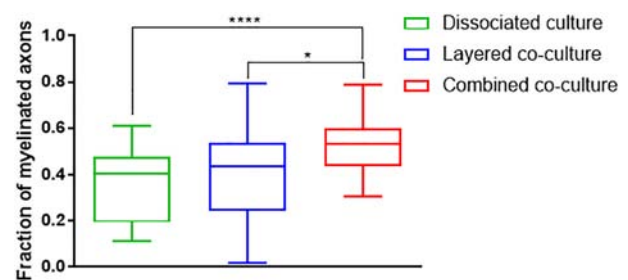 ****
*
Dissociated culture
Layered co-culture
Combined co-culture
Fraction of myelinated axons
1.0
0.8
0.6
0.4
0.2
0.0